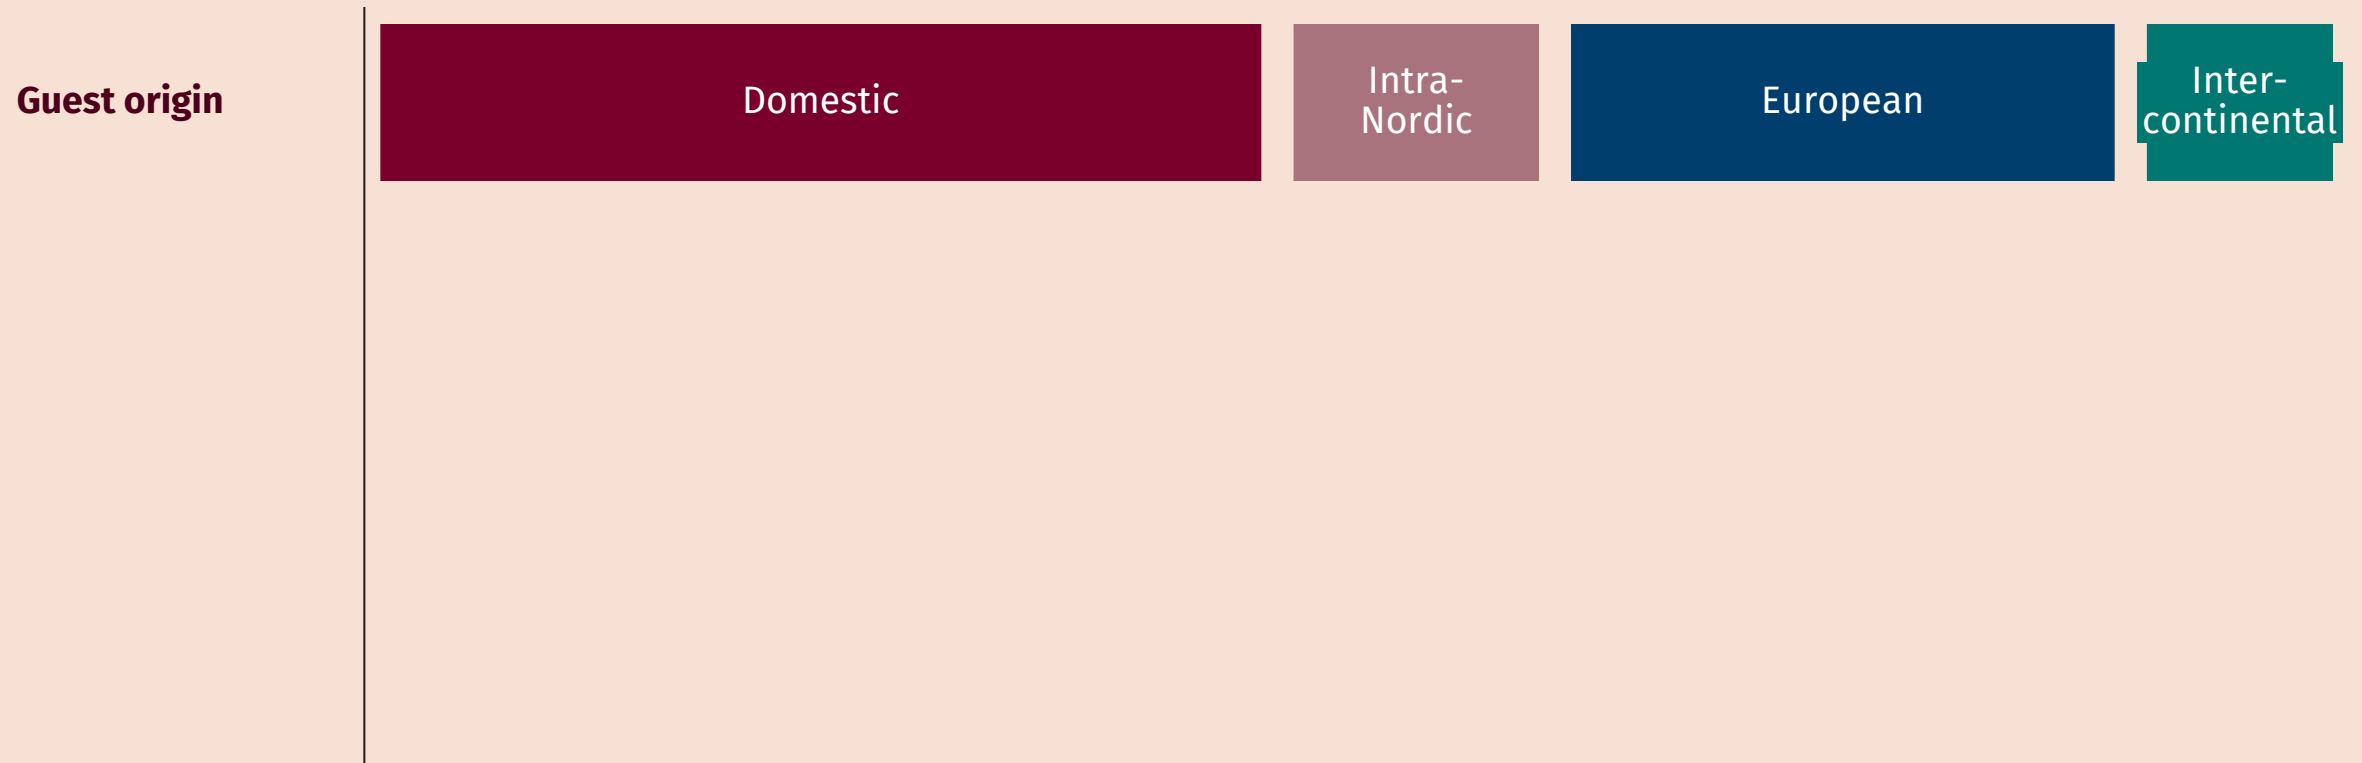 Guest origin
Domestic
Intra-
Nordic
European
Inter-
continental